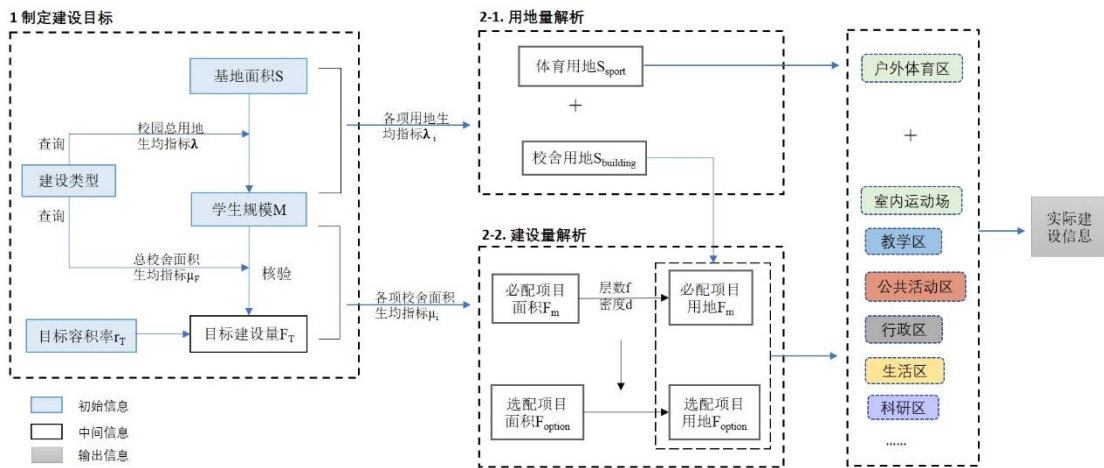 1 制定建设目标
基地面积S
查询
校园总用地
生均指标λ
建设类型
查询
学生规模M
总校舍面积
生均指标μF
核验
目标容积率rT
目标建设量FT
初始信息
中间信息
输出信息
各项用地生
均指标λi
各项校舍面积
生均指标μi
2-1. 用地量解析
体育用地Ssport
+
校舍用地Sbuilding
2-2. 建设量解析
必配项目
面积Fm
层数f
密度d
必配项目
用地Fm
选配项目
面积Foption
选配项目
用地Foption
户外体育区
+
室内运动场
教学区
公共活动区
行政区
生活区
科研区
......
实际建
设信息